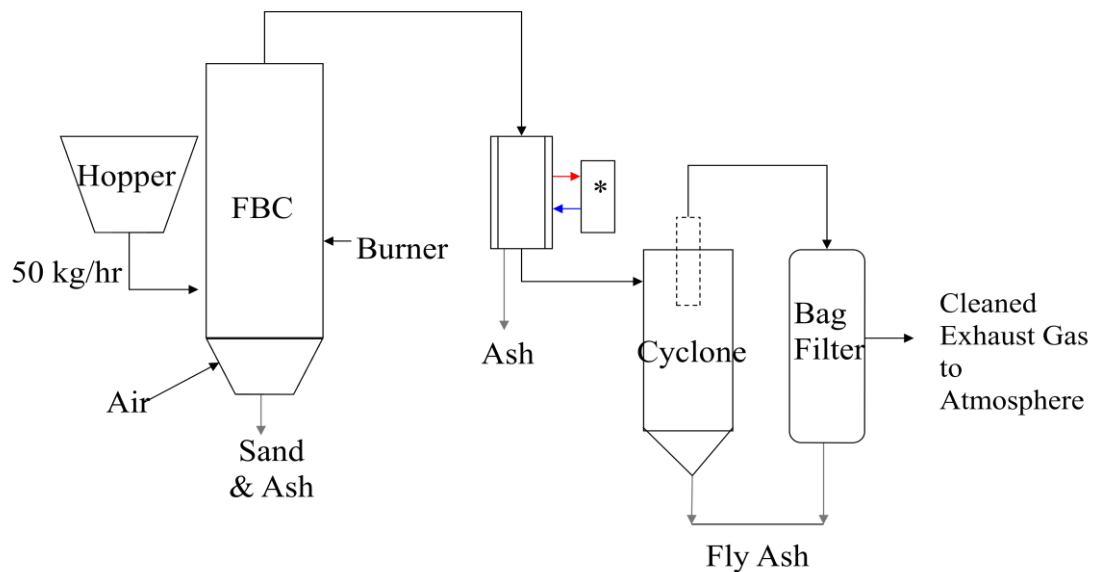 Hopper
FBC
50 kg/hr
Burner
Air
Sand
& Ash
*
Ash
Cyclone
Bag
Filter
Cleaned
Exhaust Gas
to
Atmosphere
Fly Ash